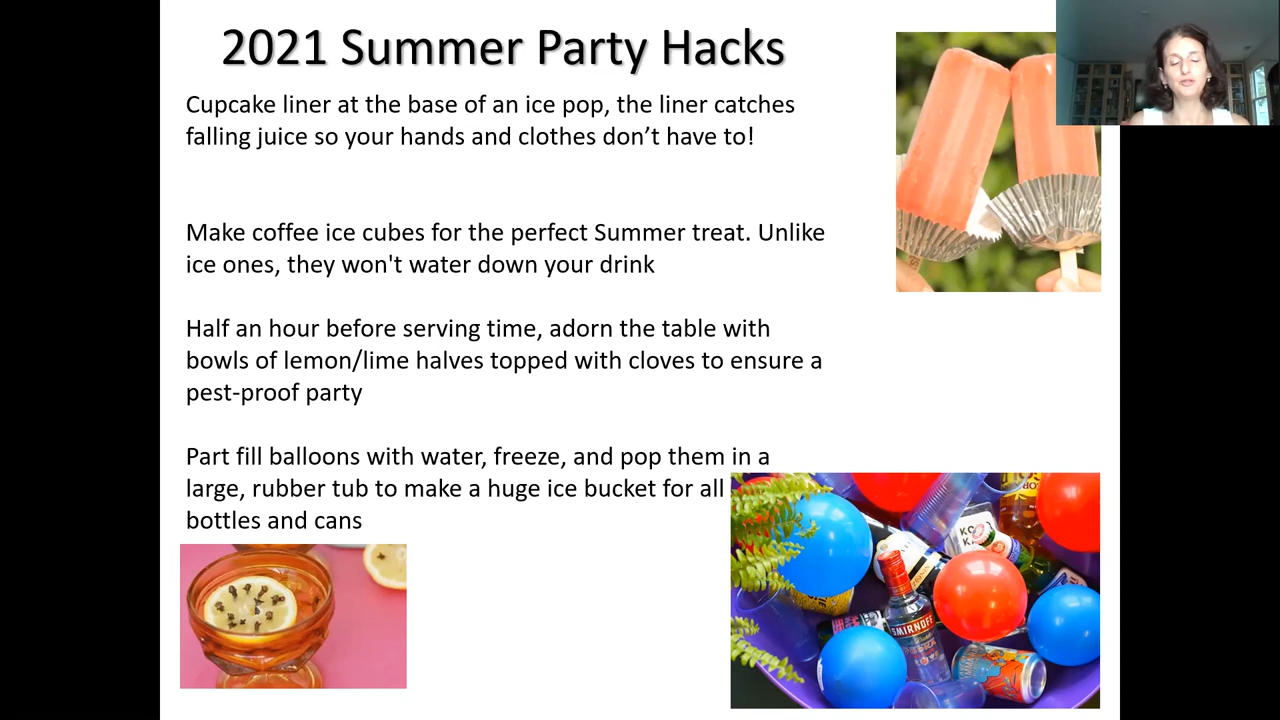 2021 Summer Party Hacks
Cupcake liner at the base of an ice pop, the liner catches
falling juice so your hands and clothes don’t have to!
Make coffee ice cubes for the perfect Summer treat. Unlike
ice ones, they won't water down your drink
Half an hour before serving time, adorn the table with
bowls of lemon/lime halves topped with cloves to ensure a
pest-proof party
Part fill balloons with water, freeze, and pop them in a
large, rubber tub to make a huge ice bucket for all
bottles and cans
SMIRNOFF